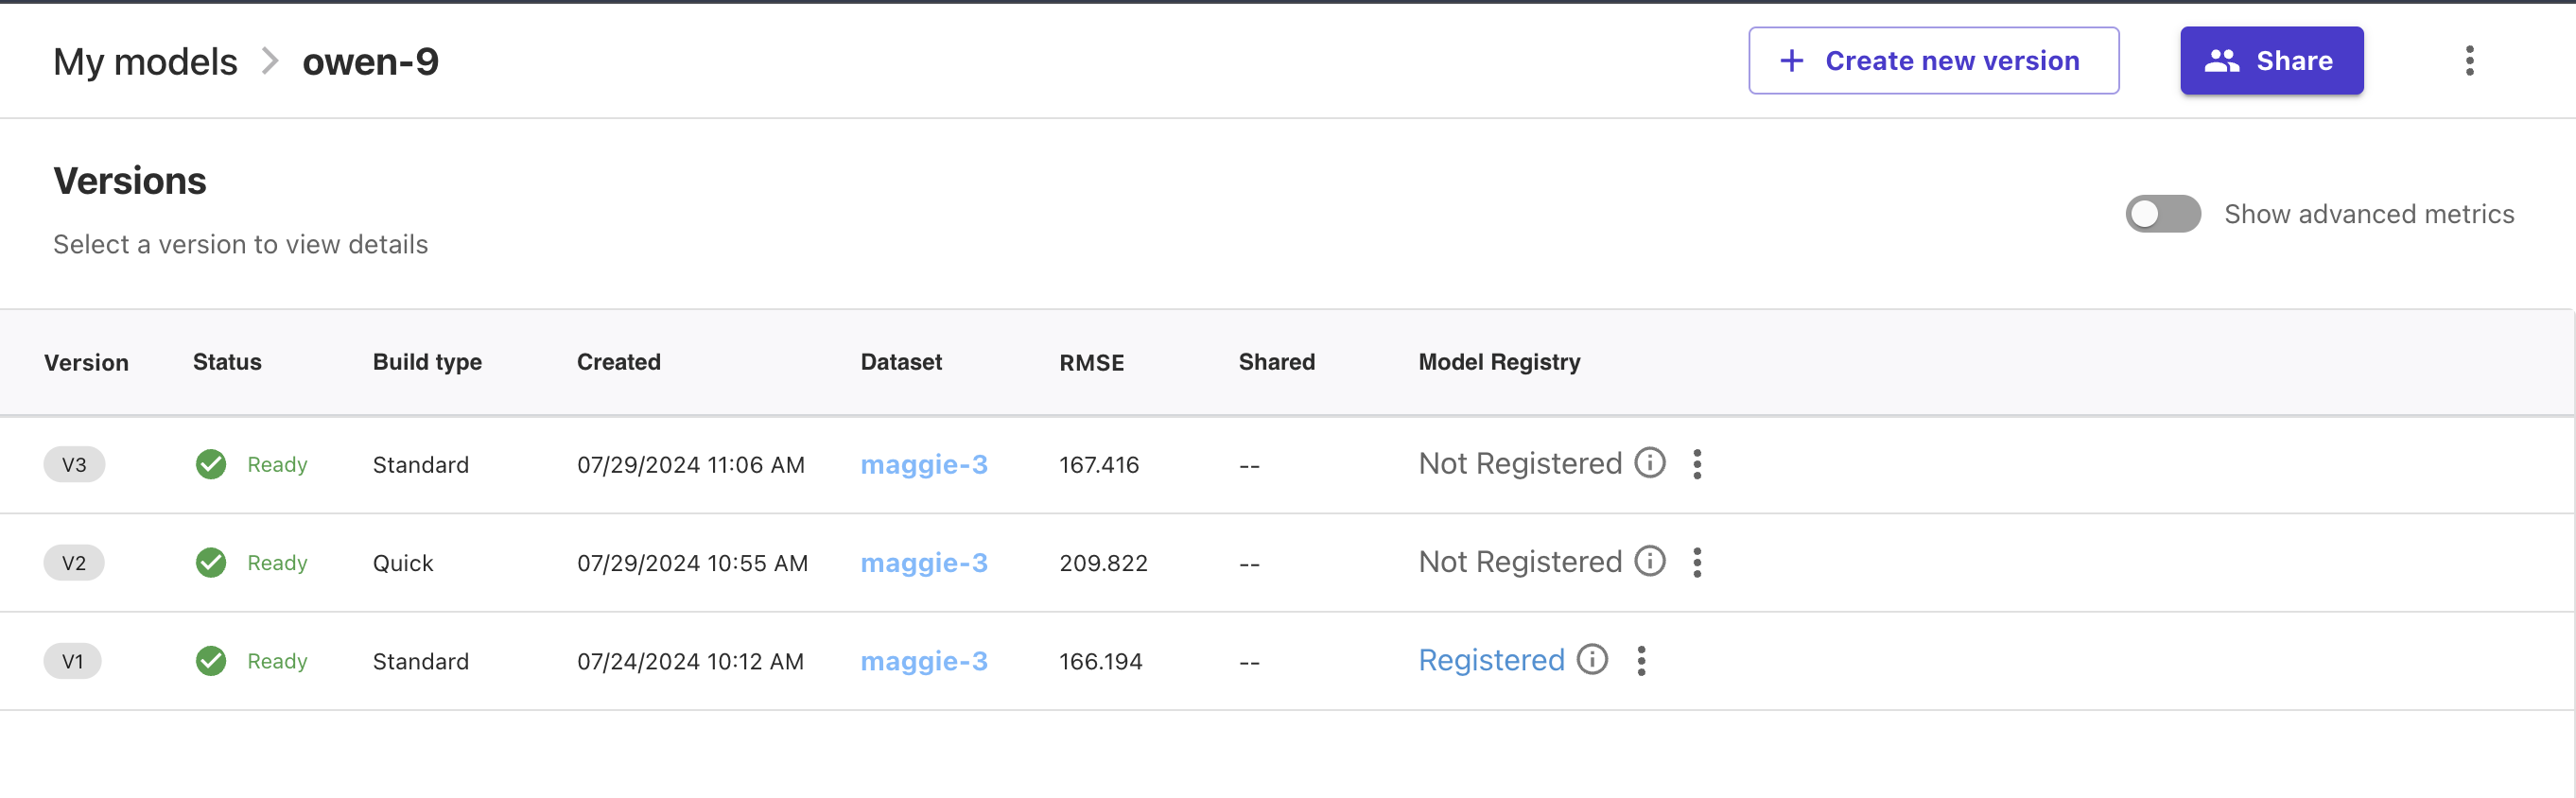 My models > owen-9
+ Create new version
Share
Versions
Select a version to view details
Show advanced metrics
Version Status Build type Created Dataset RMSE Shared Model Registry
V3 Ready Standard 07/29/2024 11:06 AM maggie-3 167.416 -- Not Registered
V2 Ready Quick 07/29/2024 10:55 AM maggie-3 209.822 -- Not Registered
V1 Ready Standard 07/24/2024 10:12 AM maggie-3 166.194 -- Registered